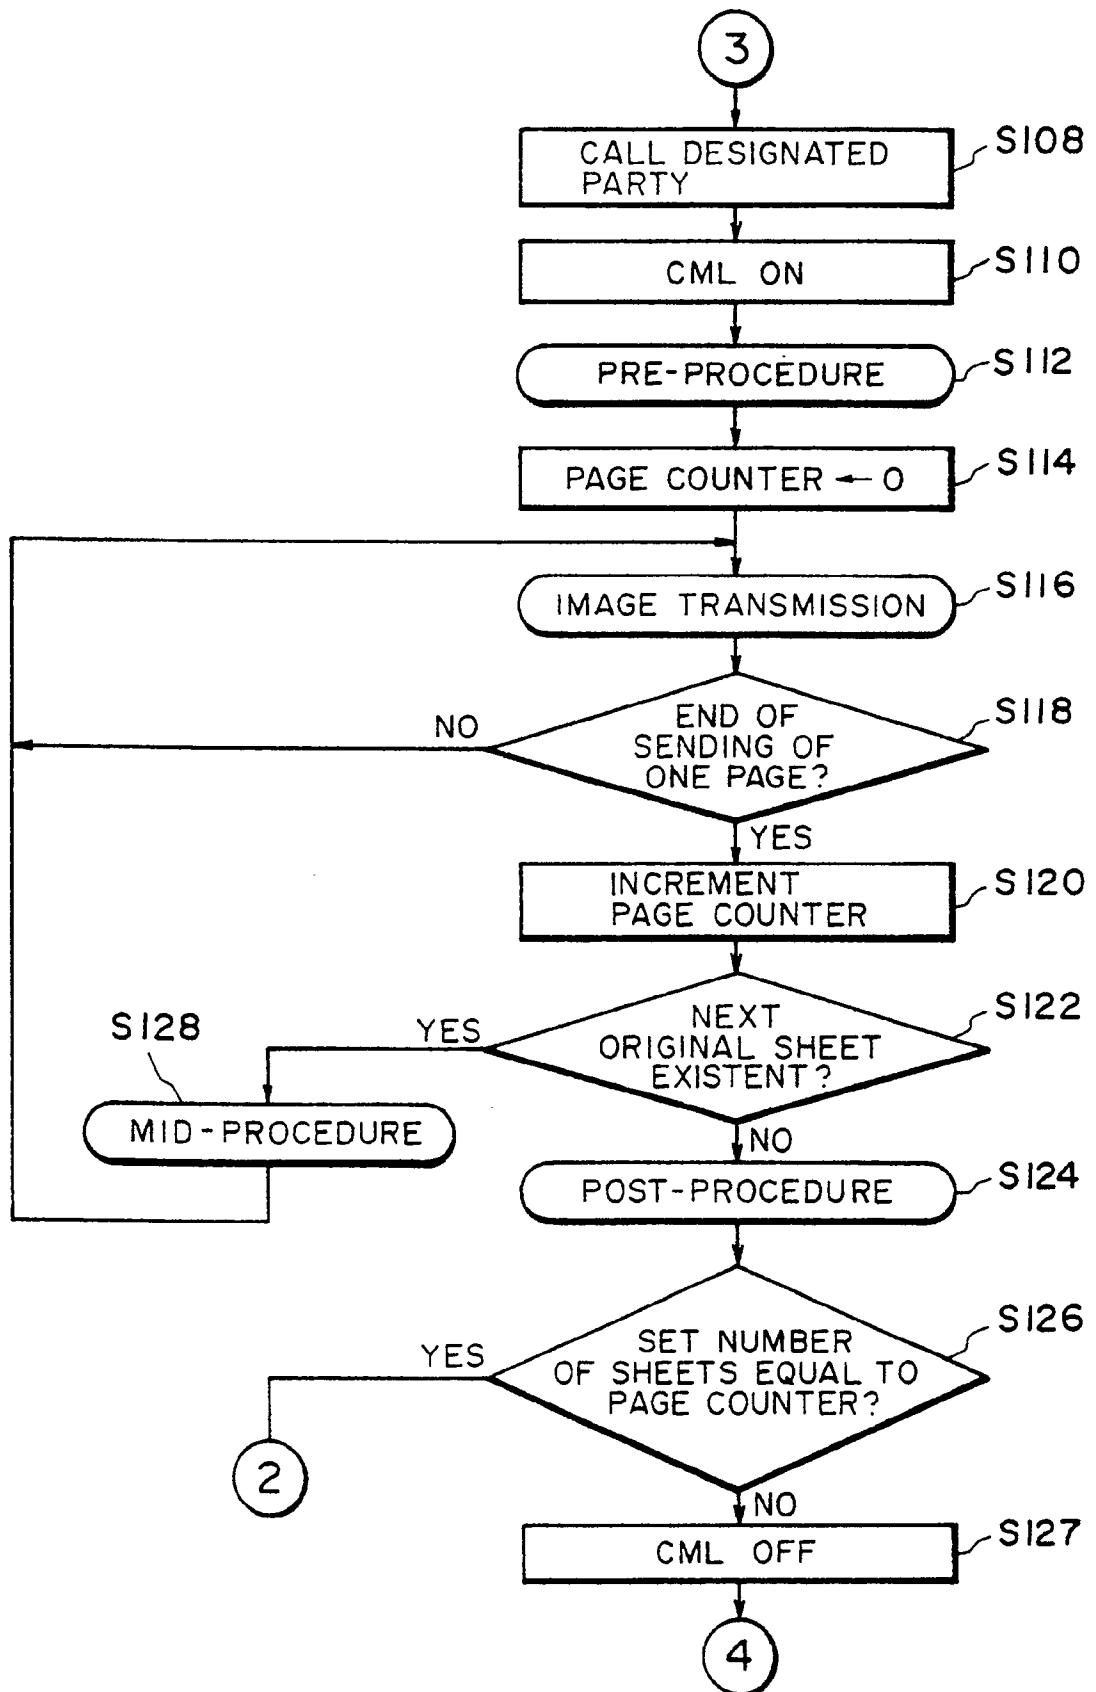 3
CALL DESIGNATED
PARTY
S108
CML ON
S110
PRE-PROCEDURE
S112
PAGE COUNTER ← 0
S114
IMAGE TRANSMISSION
S116
END OF
SENDING OF
ONE PAGE?
S118
NO
YES
INCREMENT
PAGE COUNTER
S120
NEXT
ORIGINAL SHEET
EXISTENT?
S122
YES
S128
MID-PROCEDURE
NO
POST-PROCEDURE
S124
SET NUMBER
OF SHEETS EQUAL TO
PAGE COUNTER?
S126
YES
2
NO
CML OFF
S127
4